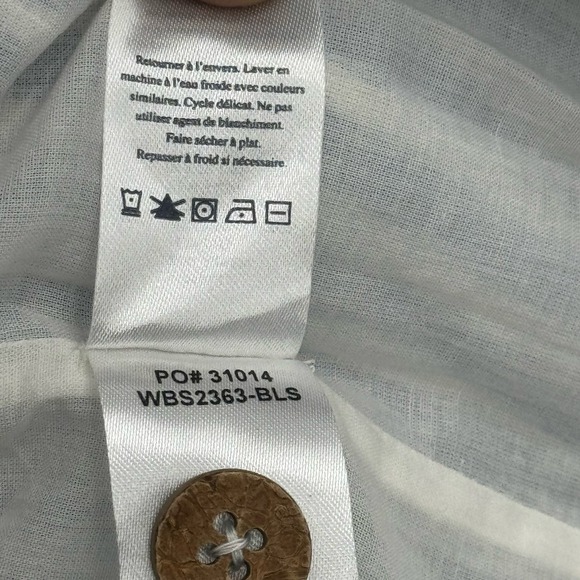 Retourner à l'envers. Laver en
machine à l'eau froide avec couleurs
similaires. Cycle délicat. Ne pas
utiliser agent de blanchiment.
Faire sécher à plat.
Repasser à froid si nécessaire.
PO# 31014
WBS2363-BLS